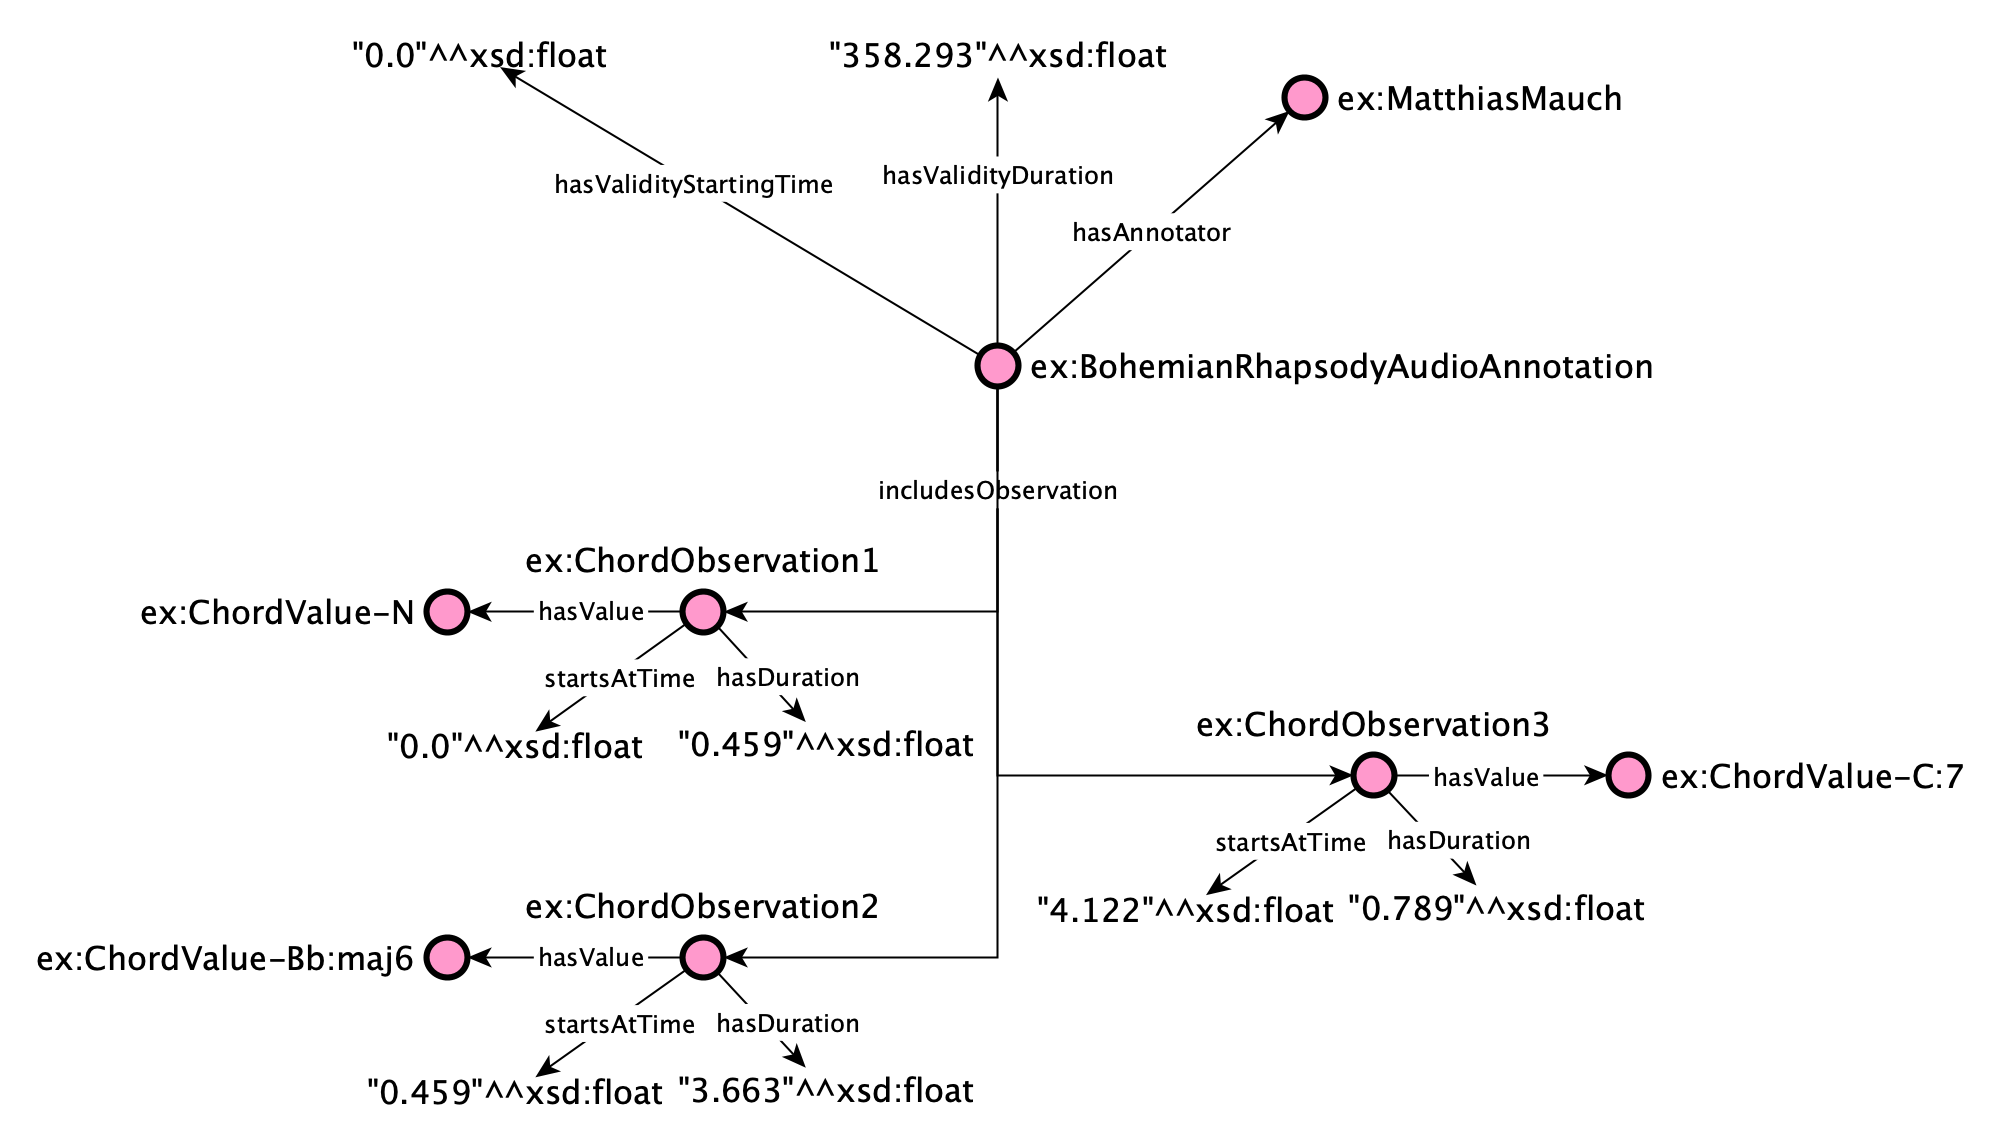 "0.0"^^xsd:float
"358.293"^^xsd:float
ex:MatthiasMauch
hasValidityStartingTime
hasValidityDuration
hasAnnotator
ex:BohemianRhapsodyAudioAnnotation
includesObservation
ex:ChordObservation1
ex:ChordValue-N
hasValue
startsAtTime
hasDuration
"0.0"^^xsd:float
"0.459"^^xsd:float
ex:ChordObservation3
hasValue
ex:ChordValue-C:7
startsAtTime
hasDuration
"4.122"^^xsd:float
"0.789"^^xsd:float
ex:ChordObservation2
ex:ChordValue-Bb:maj6
hasValue
startsAtTime
hasDuration
"0.459"^^xsd:float
"3.663"^^xsd:float